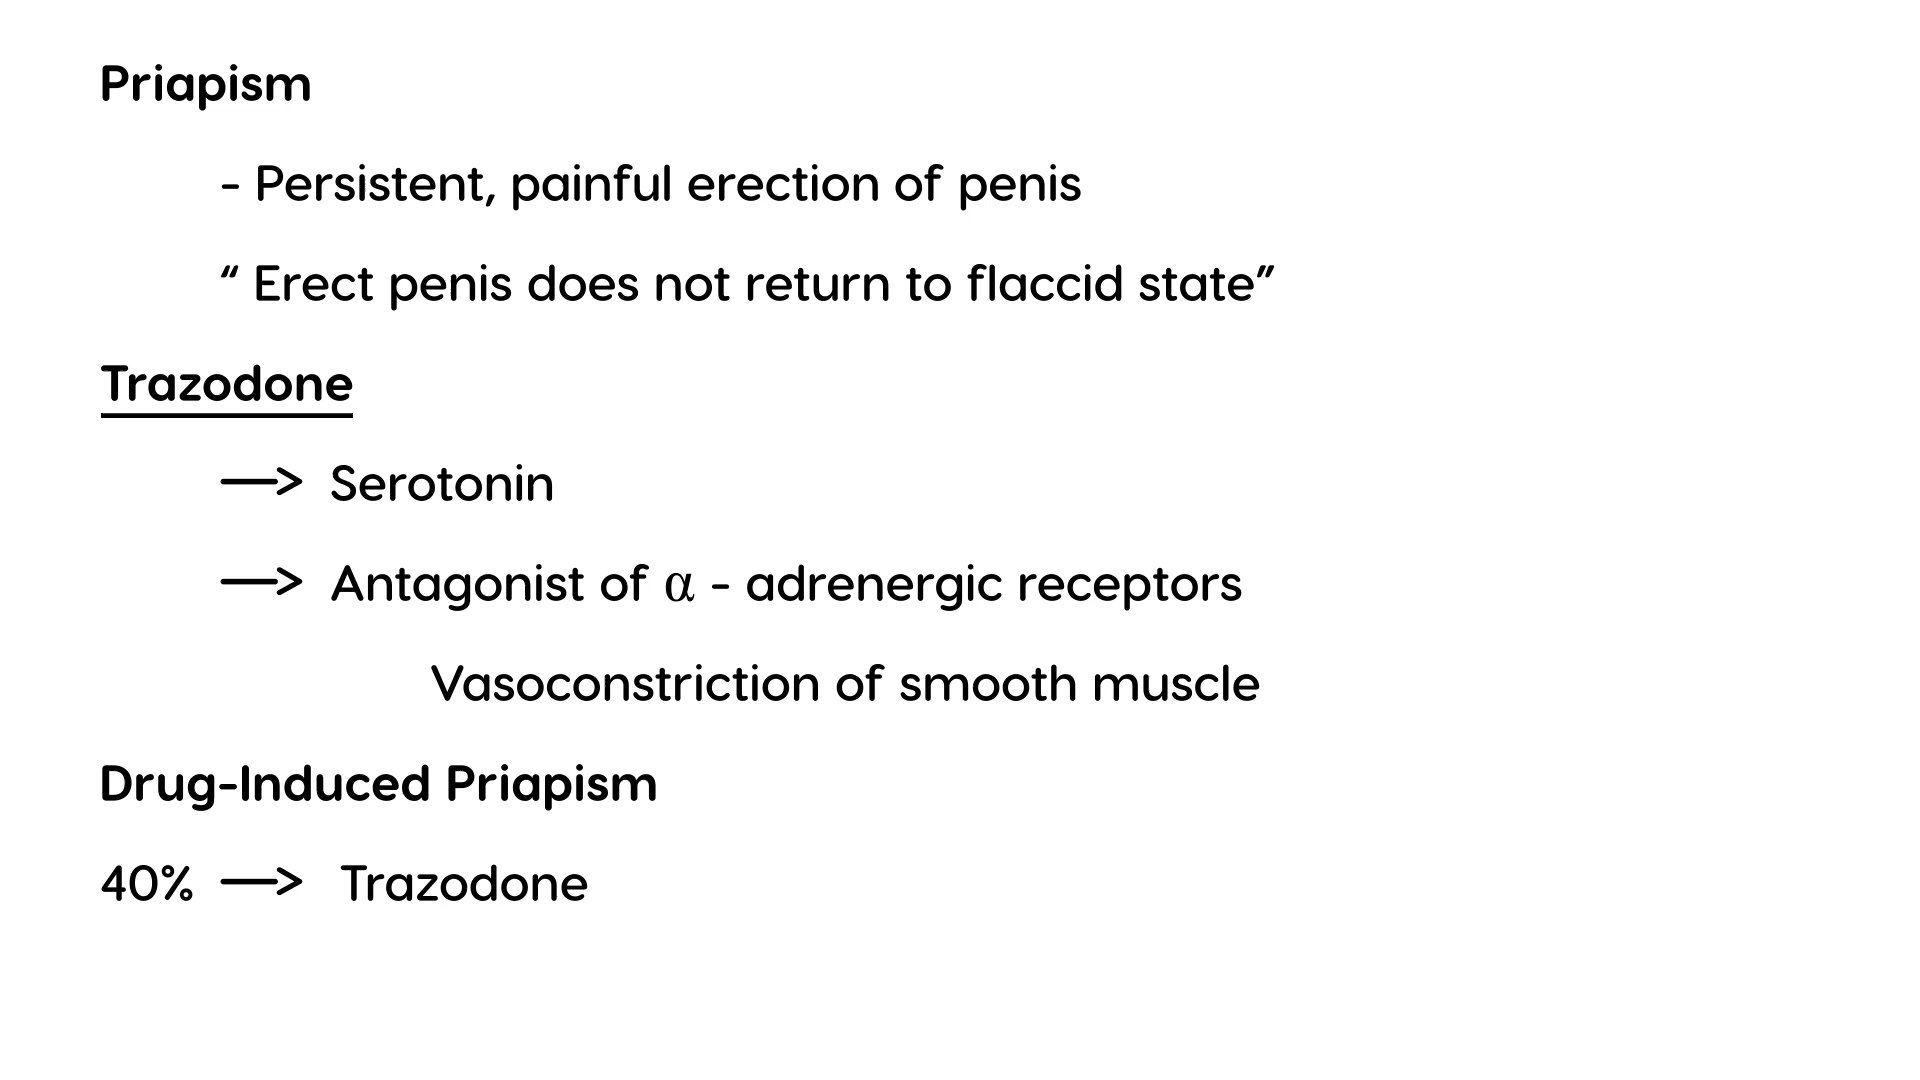 Priapism
- Persistent, painful erection of penis
“ Erect penis does not return to flaccid state”
Trazodone
—> Serotonin
—> Antagonist of α - adrenergic receptors
Vasoconstriction of smooth muscle
Drug-Induced Priapism
40% —> Trazodone